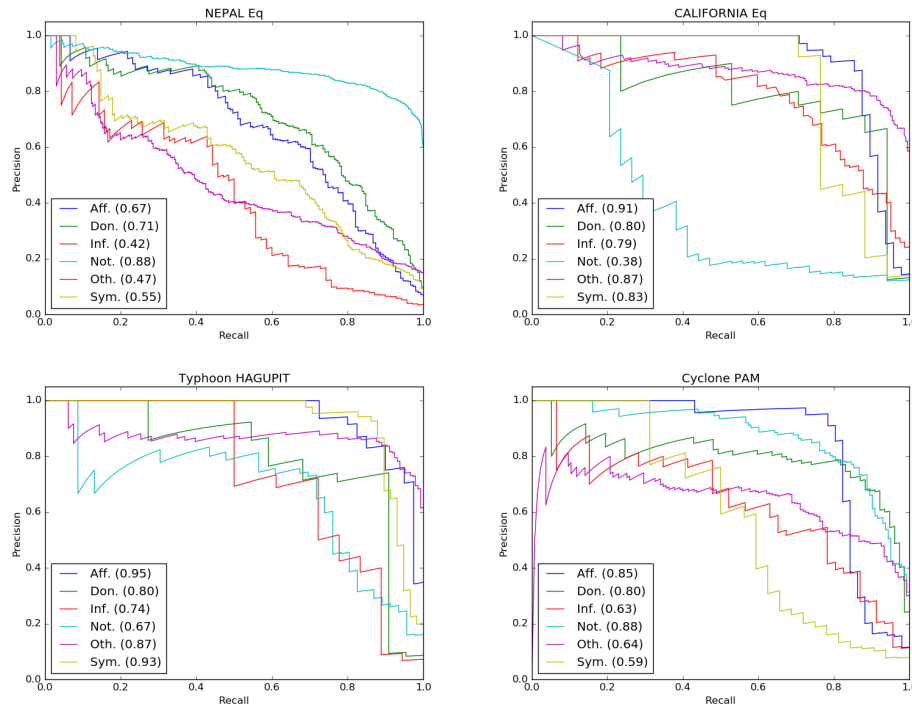 NEPAL Eq
1.0
0.8
0.6
0.4
0.2
0.0
Precision
Aff. (0.67)
Don. (0.71)
Inf. (0.42)
Not. (0.88)
Oth. (0.47)
Sym. (0.55)
0.0 0.2 0.4 0.6 0.8 1.0
Recall
CALIFORNIA Eq
1.0
0.8
0.6
0.4
0.2
0.0
Precision
Aff. (0.91)
Don. (0.80)
Inf. (0.79)
Not. (0.38)
Oth. (0.87)
Sym. (0.83)
0.0 0.2 0.4 0.6 0.8 1.0
Recall
Typhoon HAGUPIT
1.0
0.8
0.6
0.4
0.2
0.0
Precision
Aff. (0.95)
Don. (0.80)
Inf. (0.74)
Not. (0.67)
Oth. (0.87)
Sym. (0.93)
0.0 0.2 0.4 0.6 0.8 1.0
Recall
Cyclone PAM
1.0
0.8
0.6
0.4
0.2
0.0
Precision
Aff. (0.85)
Don. (0.80)
Inf. (0.63)
Not. (0.88)
Oth. (0.64)
Sym. (0.59)
0.0 0.2 0.4 0.6 0.8 1.0
Recall